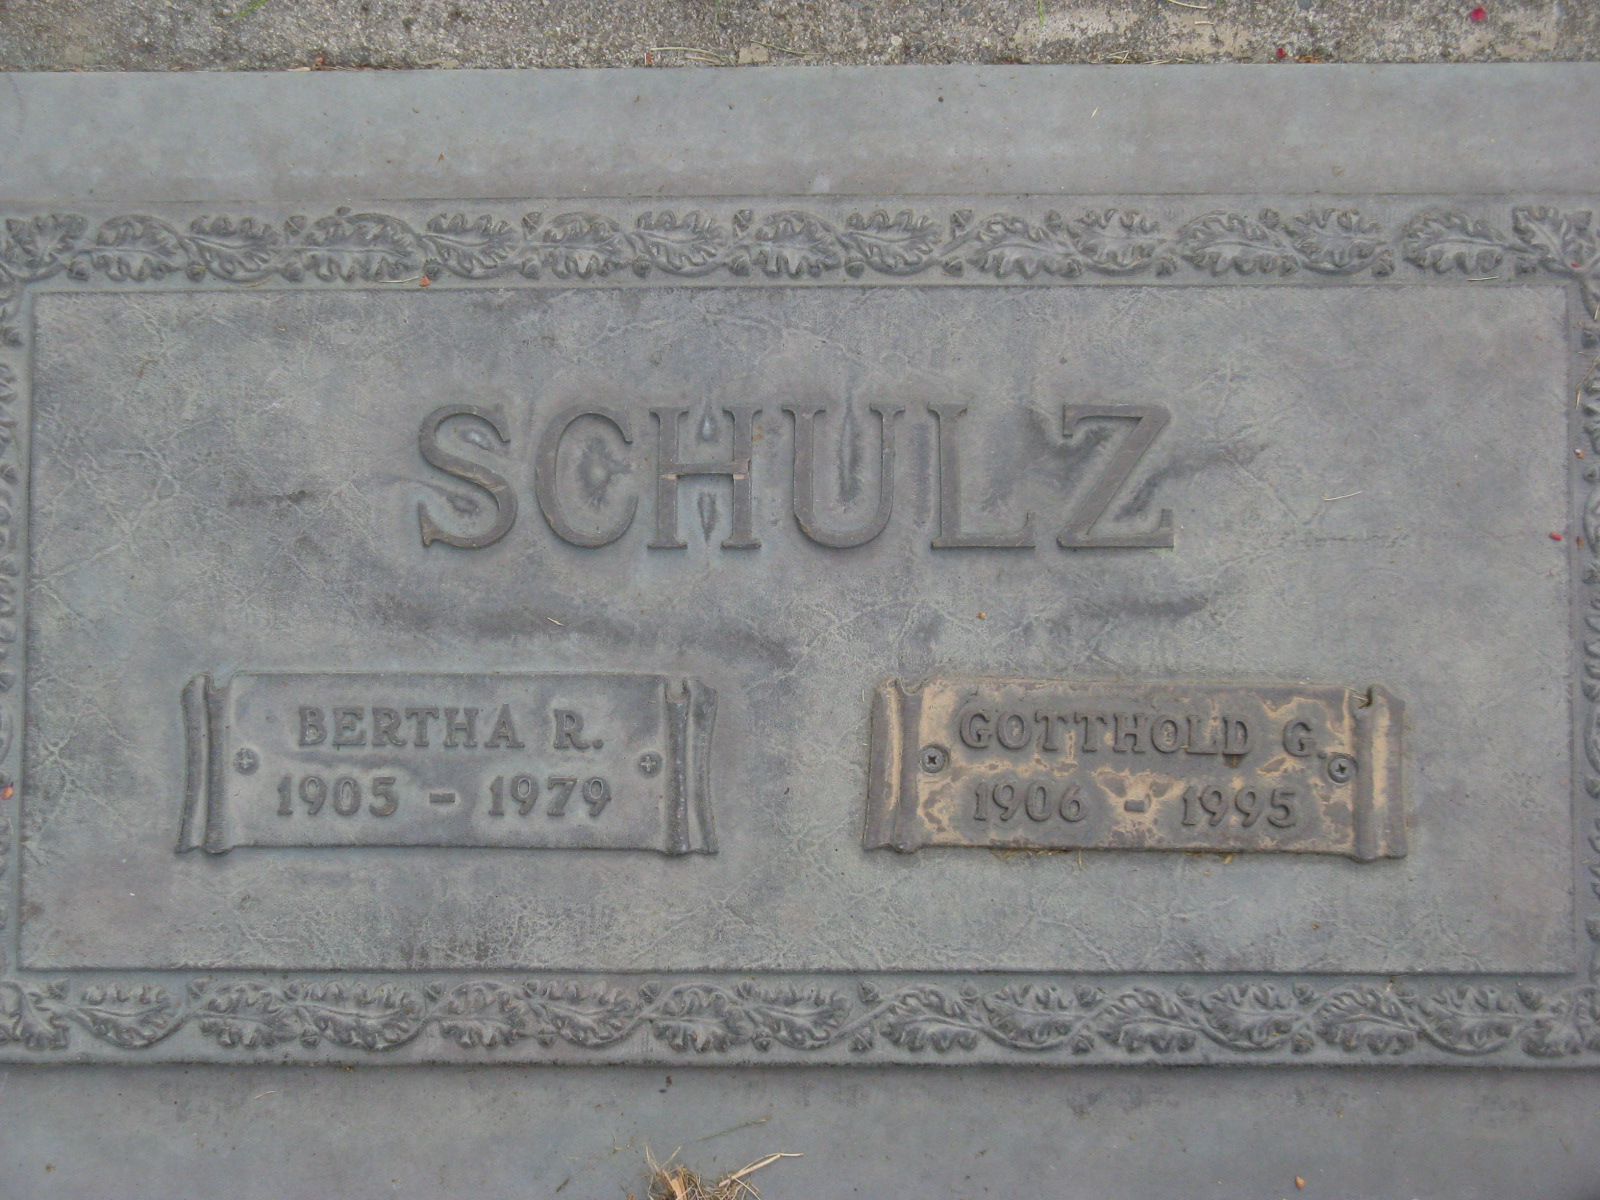 SCHULZ
BERTHA R.
1905 - 1979
GOTTHOLD G.
1906 - 1995